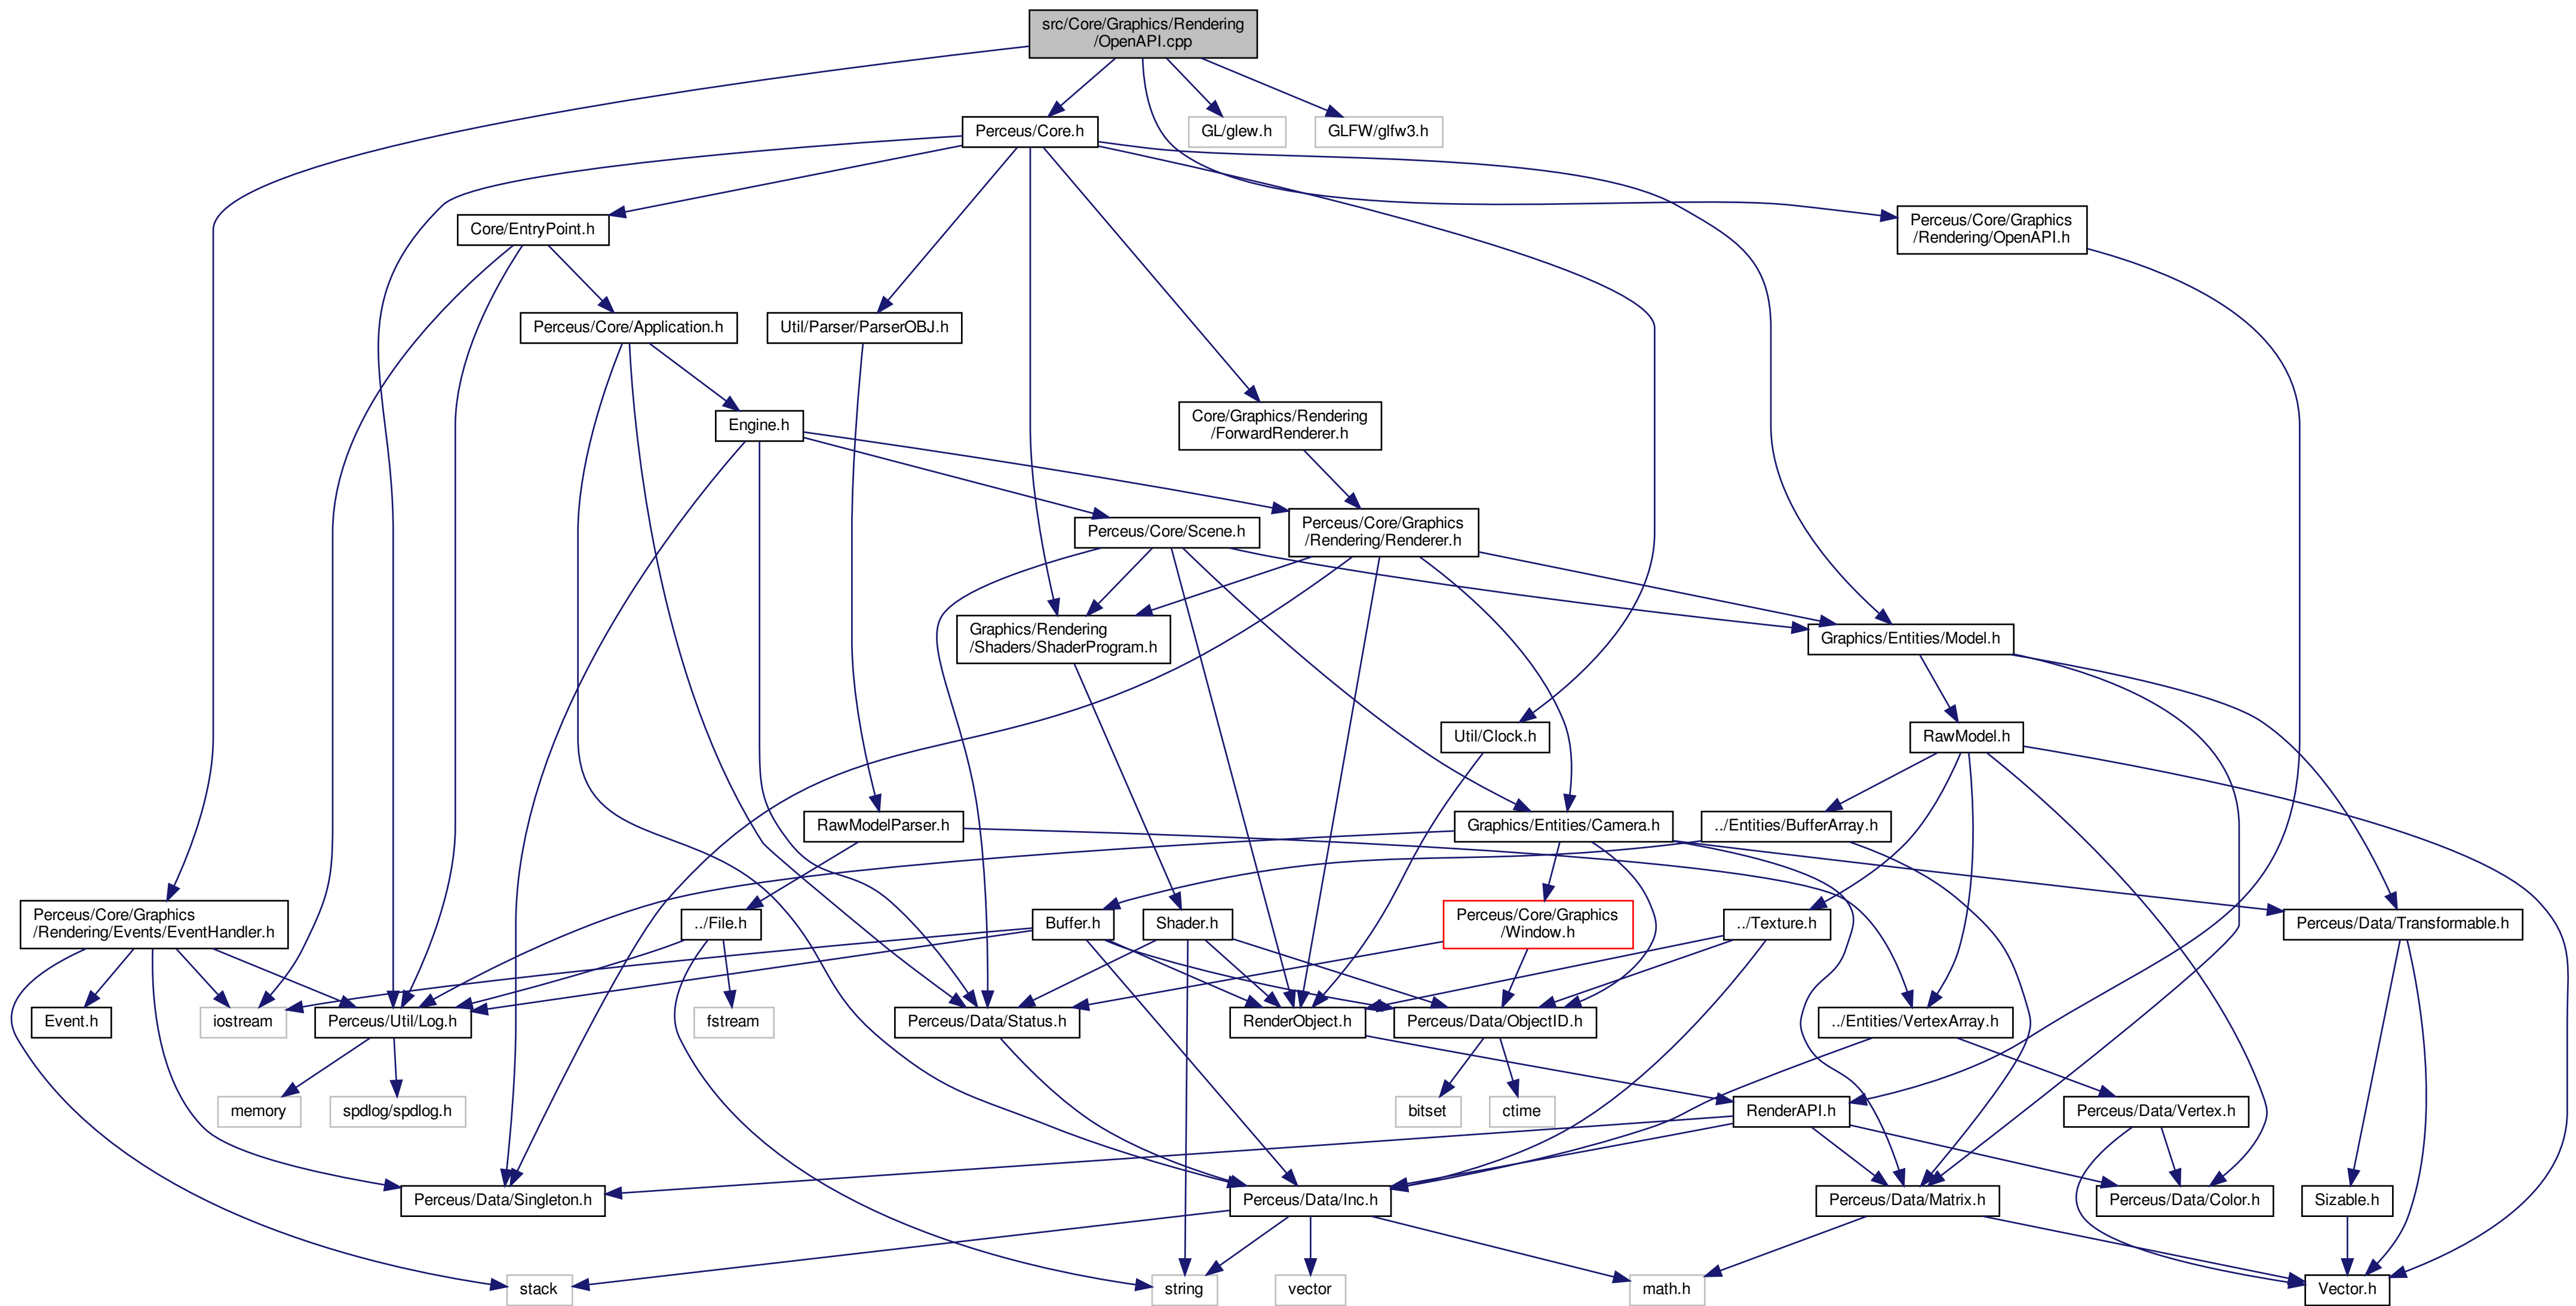 src/Core/Graphics/Rendering
/OpenAPI.cpp
Perceus/Core.h
GL/glew.h
GLFW/glfw3.h
Core/EntryPoint.h
Perceus/Core/Graphics
/Rendering/OpenAPI.h
Perceus/Core/Application.h
Util/Parser/ParserOBJ.h
Engine.h
Core/Graphics/Rendering
/ForwardRenderer.h
Perceus/Core/Scene.h
Perceus/Core/Graphics
/Rendering/Renderer.h
Graphics/Rendering
/Shaders/ShaderProgram.h
Graphics/Entities/Model.h
Util/Clock.h
RawModel.h
RawModelParser.h
Graphics/Entities/Camera.h
../Entities/BufferArray.h
Perceus/Core/Graphics
/Rendering/Events/EventHandler.h
../File.h
Buffer.h
Shader.h
Perceus/Core/Graphics
/Window.h
../Texture.h
Perceus/Data/Transformable.h
Event.h
iostream
Perceus/Util/Log.h
fstream
Perceus/Data/Status.h
RenderObject.h
Perceus/Data/ObjectID.h
../Entities/VertexArray.h
memory
spdlog/spdlog.h
bitset
ctime
RenderAPI.h
Perceus/Data/Vertex.h
Perceus/Data/Singleton.h
Perceus/Data/Inc.h
Perceus/Data/Matrix.h
Perceus/Data/Color.h
Sizable.h
stack
string
vector
math.h
Vector.h